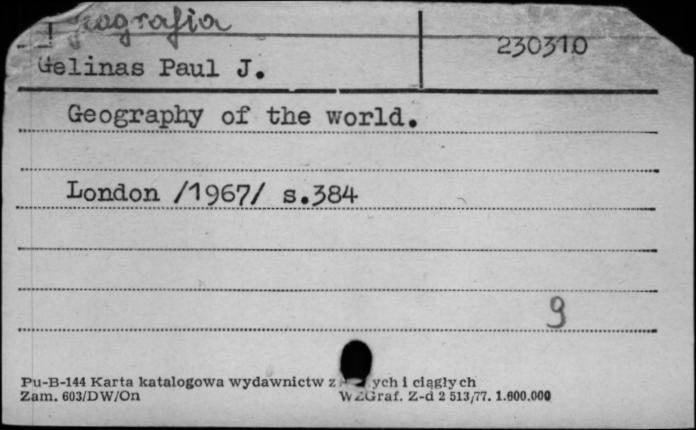 geografia
230310
Gelinas Paul J.
Geography of the world.
London /1967/ s.384
9
Pu-B-144 Karta katalogowa wydawnictw ych i ciągłych
Zam. 603/DW/On WZGraf. Z-d 2 513/77. 1.600.000